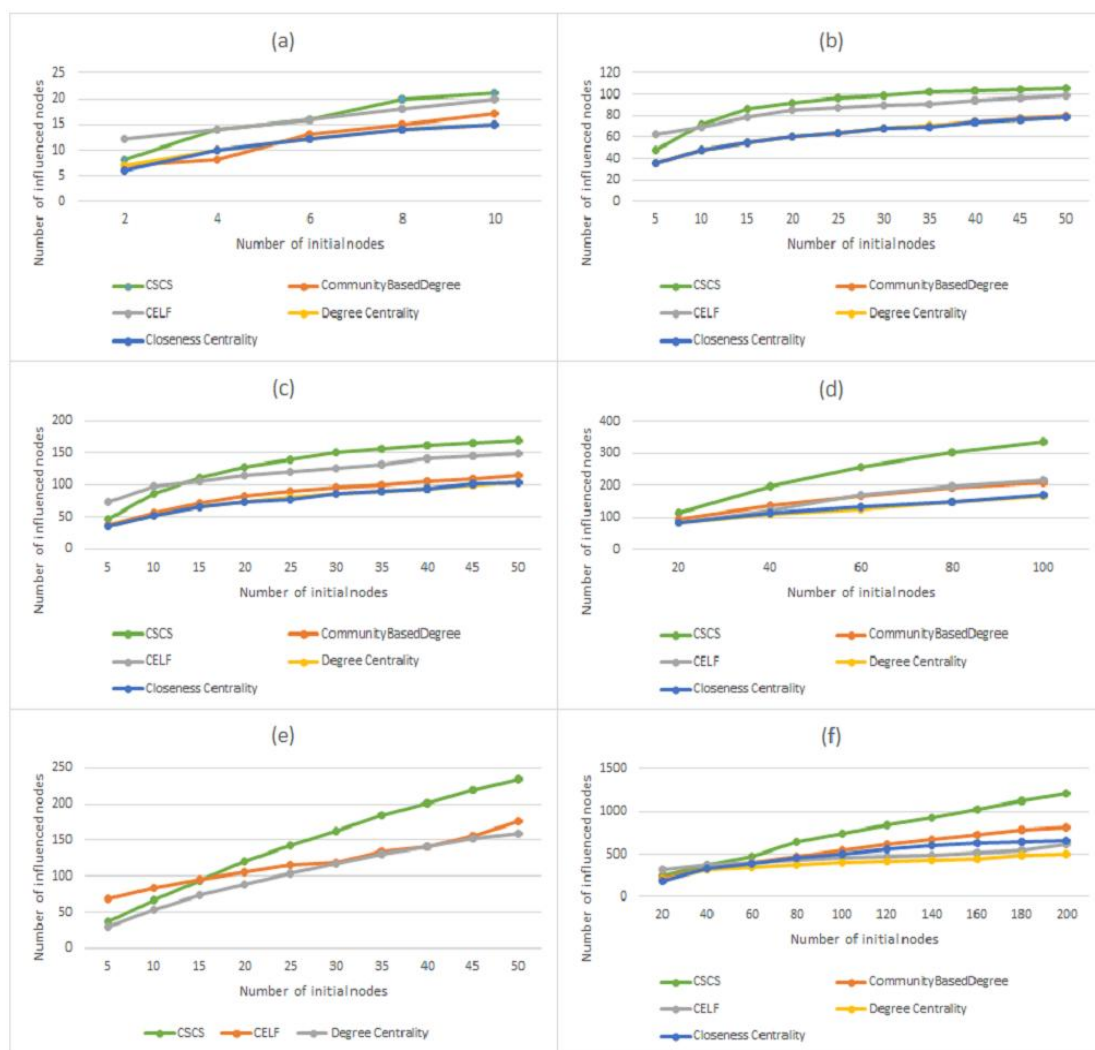 (a)
Number of influenced nodes
25
20
15
10
5
0
2 4 6 8 10
Number of initial nodes
CSCS CommunityBasedDegree
CELF Degree Centrality
Closeness Centrality
(b)
Number of influenced nodes
120
100
80
60
40
20
0
5 10 15 20 25 30 35 40 45 50
Number of initial nodes
CSCS CommunityBasedDegree
CELF Degree Centrality
Closeness Centrality
(c)
Number of influenced nodes
200
150
100
50
0
5 10 15 20 25 30 35 40 45 50
Number of initial nodes
CSCS CommunityBasedDegree
CELF Degree Centrality
Closeness Centrality
(d)
Number of influenced nodes
400
300
200
100
0
20 40 60 80 100
Number of initial nodes
CSCS CommunityBasedDegree
CELF Degree Centrality
Closeness Centrality
(e)
Number of influenced nodes
250
200
150
100
50
0
5 10 15 20 25 30 35 40 45 50
Number of initial nodes
CSCS CELF Degree Centrality
(f)
Number of influenced nodes
1500
1000
500
0
20 40 60 80 100 120 140 160 180 200
Number of initial nodes
CSCS CommunityBasedDegree
CELF Degree Centrality
Closeness Centrality